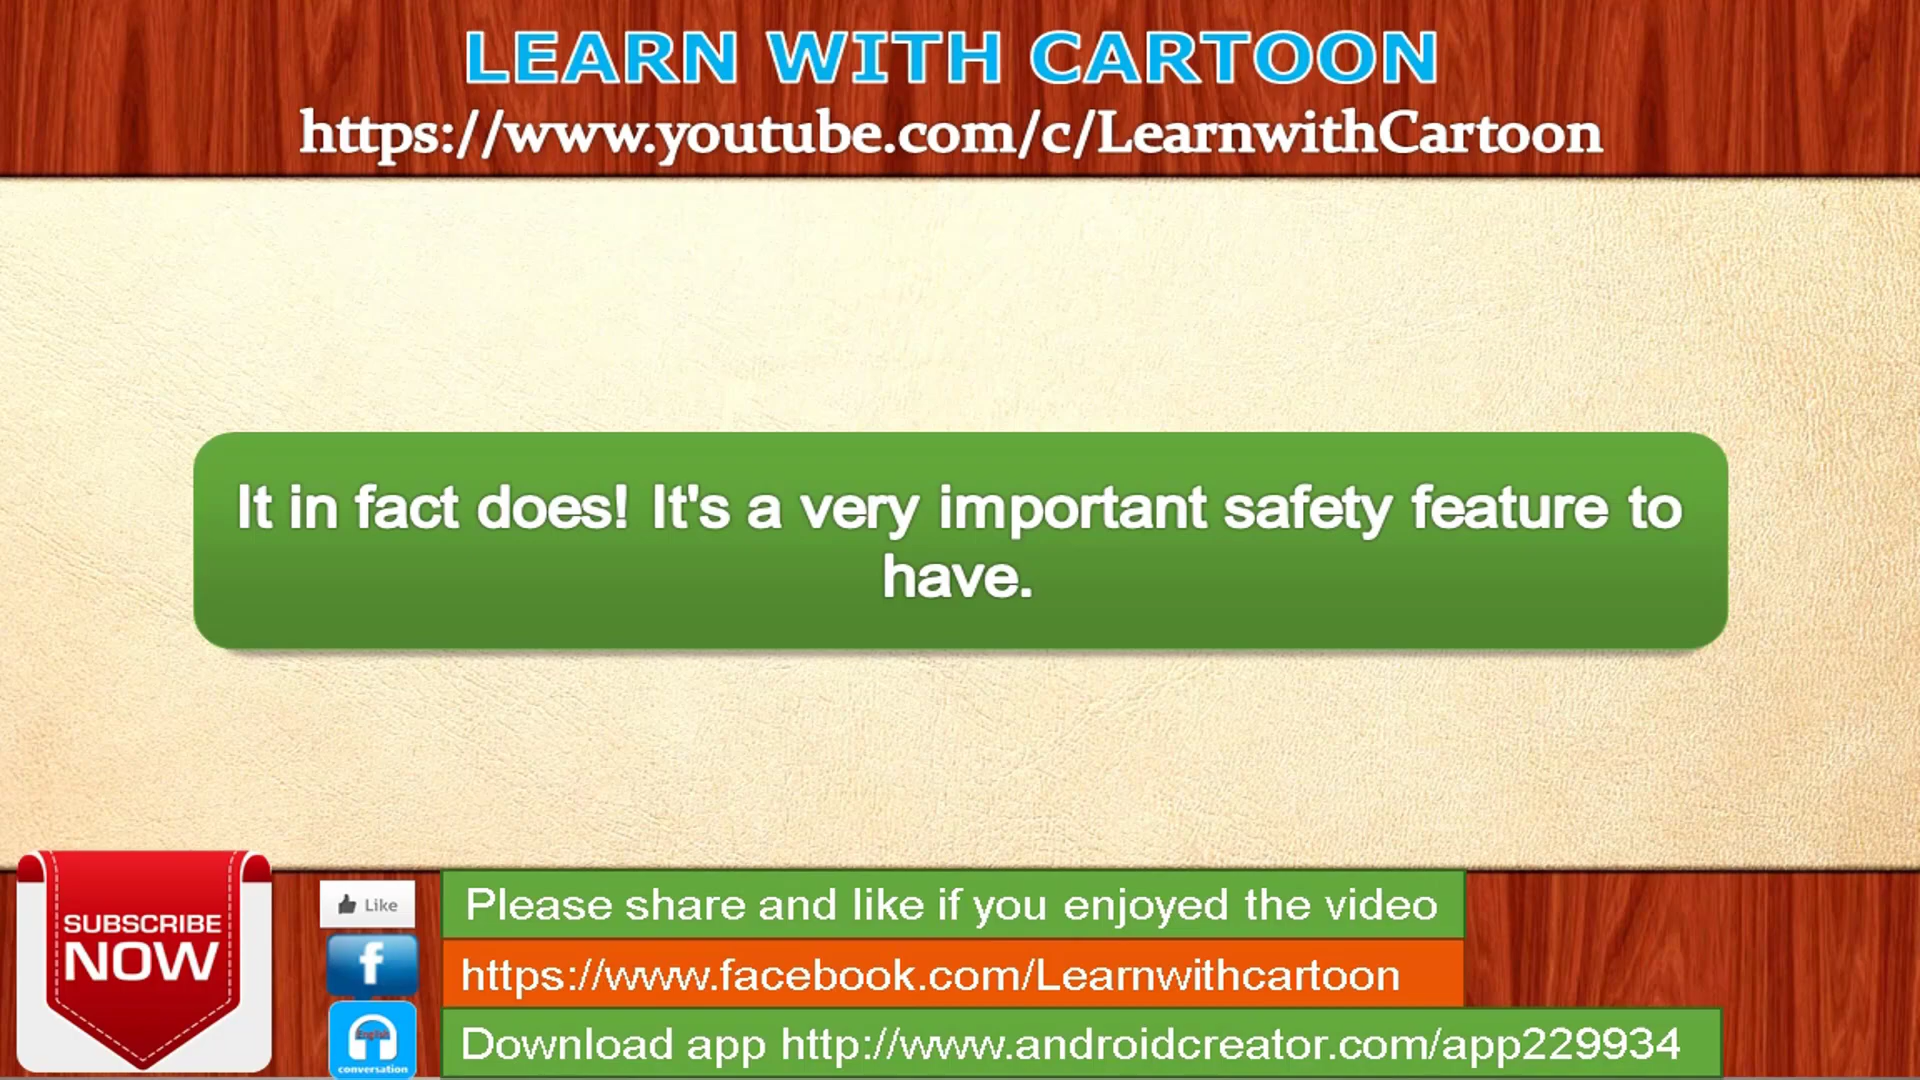 LEARN WITH CARTOON
https://www.youtube.com/c/LearnwithCartoon
It in fact does! It's a very important safety feature to
have.
SUBSCRIBE
NOW
Like
f
English
conversation
Please share and like if you enjoyed the video
https://www.facebook.com/Learnwithcartoon
Download app http://www.androidcreator.com/app229934